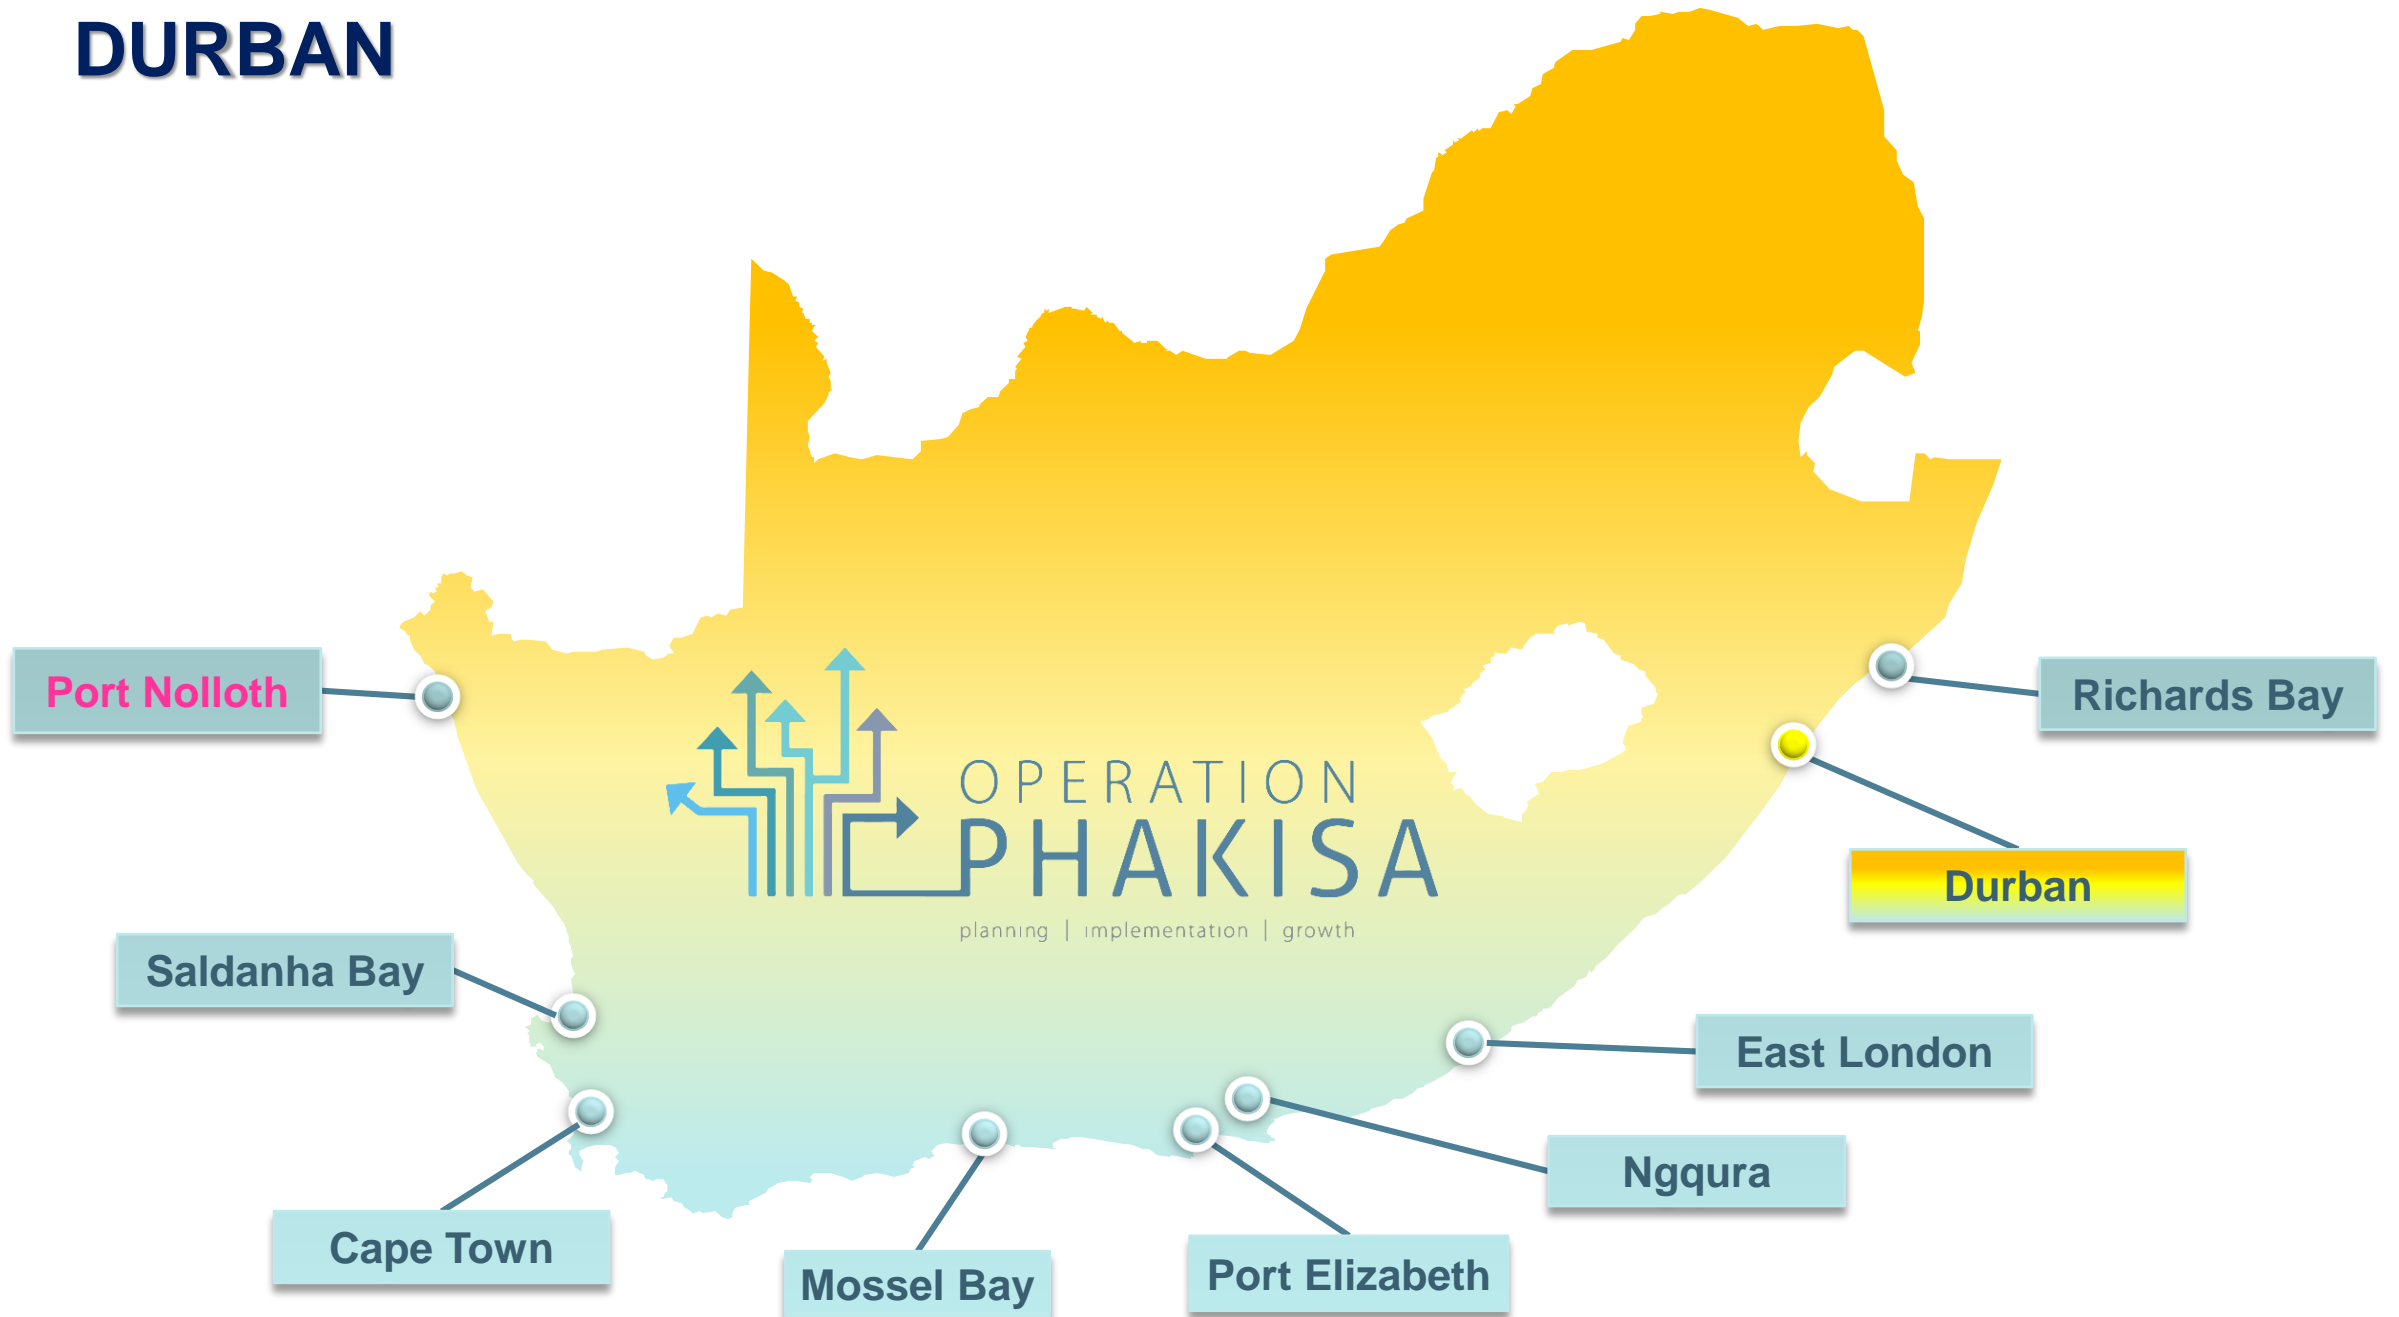 DURBAN
Port Nolloth
Richards Bay
OPERATION
PHAKISA
planning | implementation | growth
Durban
Saldanha Bay
East London
Ngqura
Cape Town
Port Elizabeth
Mossel Bay